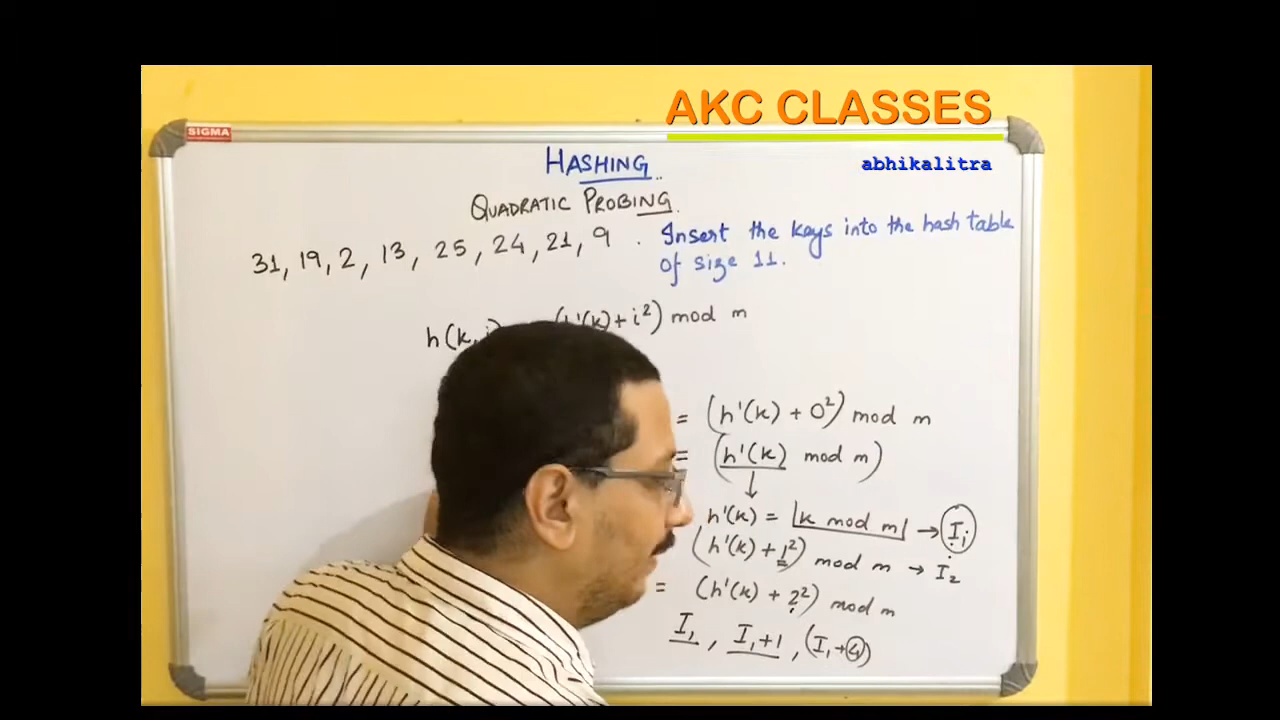 AKC CLASSES
SIGMA
abhikalitra
HASHING
QUADRATIC PROBING
31, 19, 2, 13, 25, 24, 21, 9 . Insert the keys into the hash table
of size 11.
h(k, (k) + i²) mod m
= (h'(k) + 0²) mod m
= (h'(k) mod m)
h'(k) = k mod m → I₁
(h'(k) + 1²) mod m → I₂
= (h'(k) + 2²) mod m
I₁, I₁+1, (I₁+4)